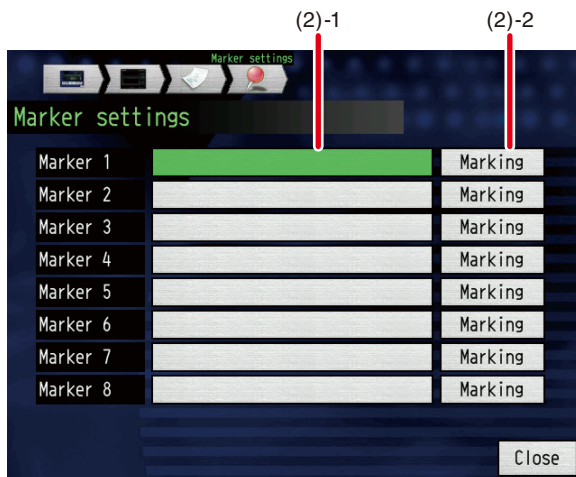 (2)-1 (2)-2
Marker settings
Marker settings
Marker 1 Marking
Marker 2 Marking
Marker 3 Marking
Marker 4 Marking
Marker 5 Marking
Marker 6 Marking
Marker 7 Marking
Marker 8 Marking
Close